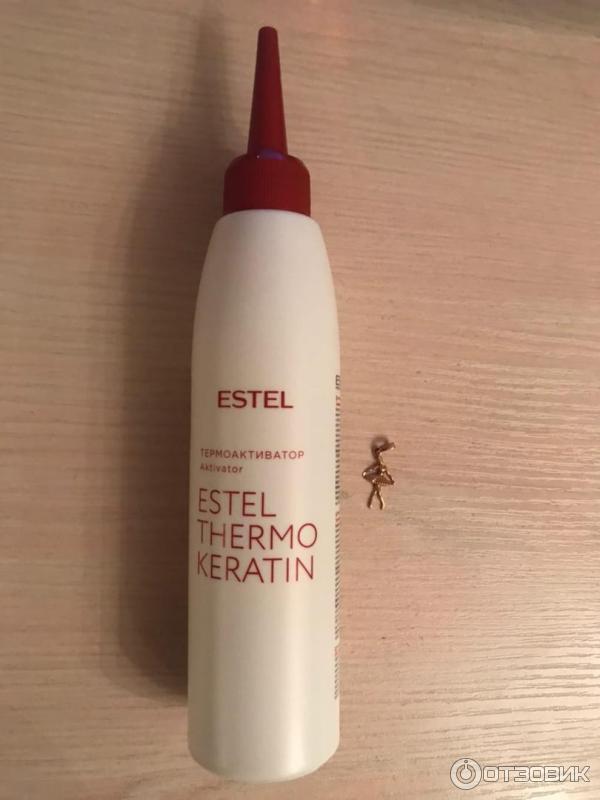 ESTEL
ТЕРМОАКТИВАТОР
Aktivator
ESTEL
THERMO
KERATIN
ОТЗОВИК